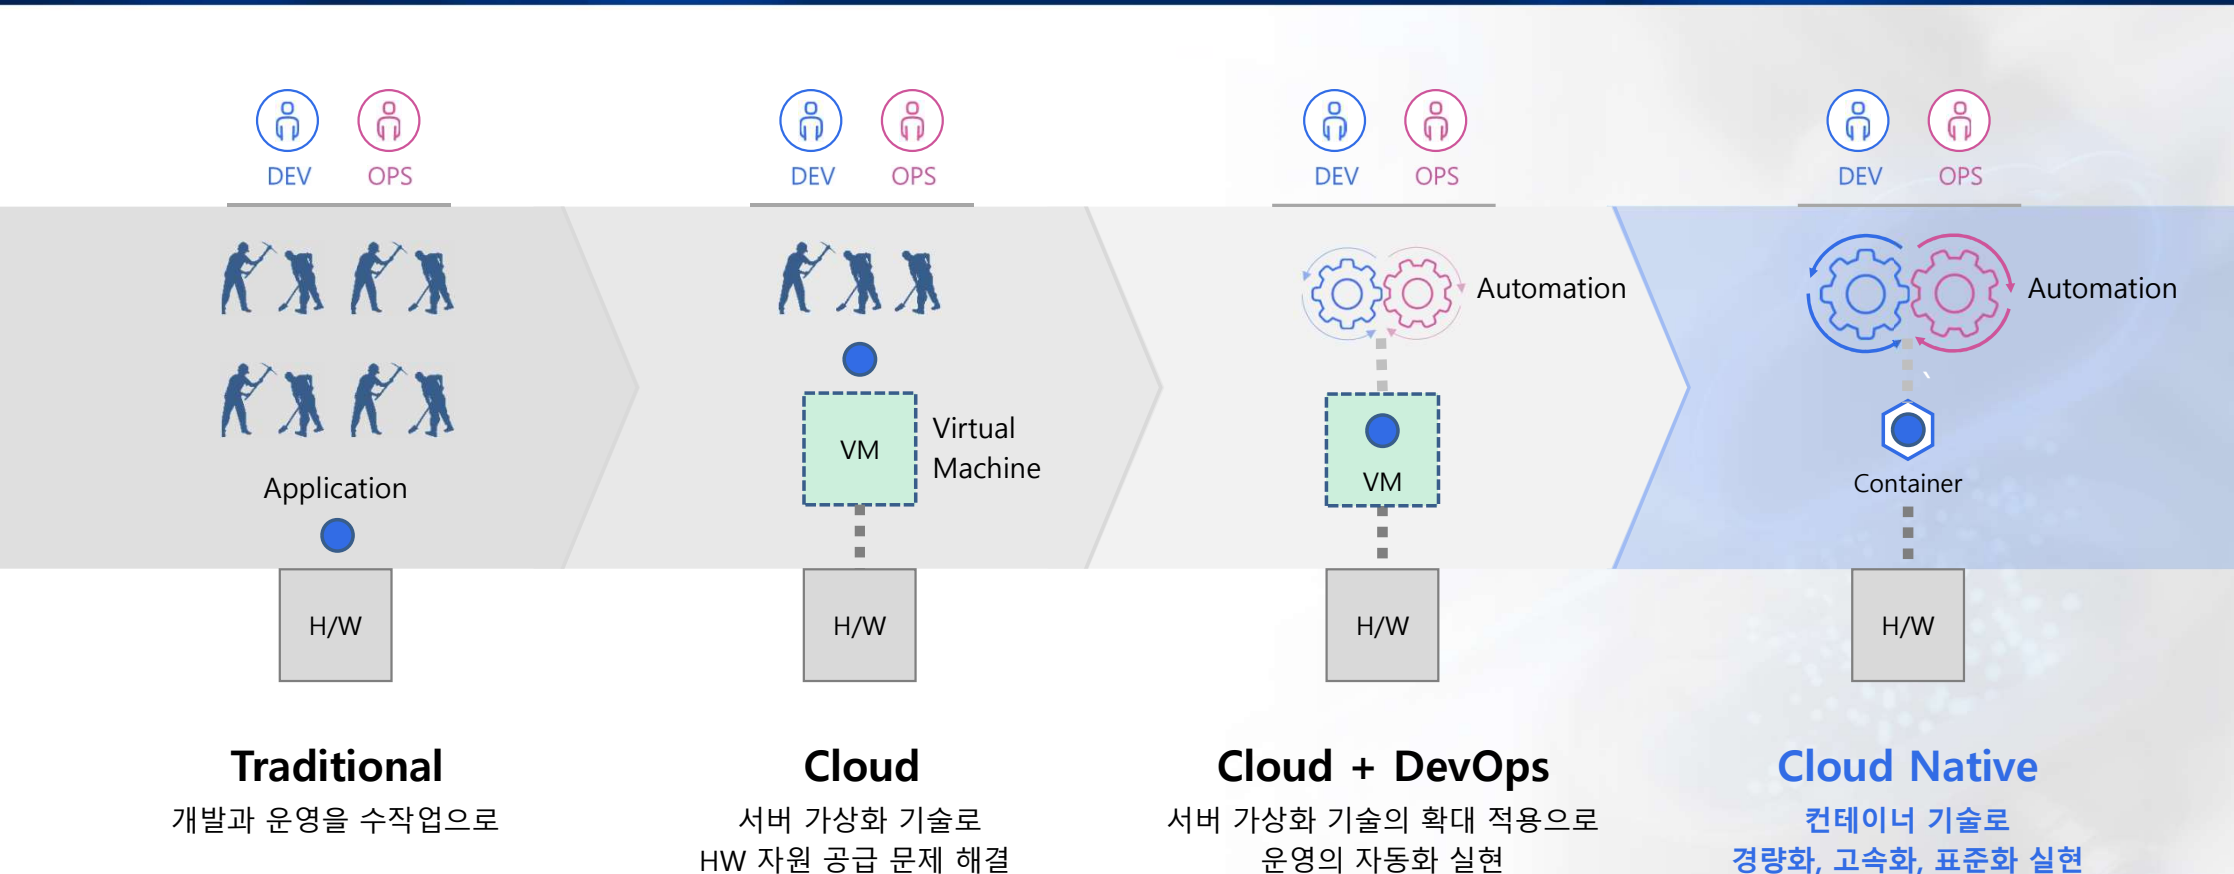 DEV OPS
DEV OPS
DEV OPS
DEV OPS
Application
H/W
Traditional
개발과 운영을 수작업으로
VM
Virtual
Machine
H/W
Cloud
서버 가상화 기술로
HW 자원 공급 문제 해결
Automation
VM
H/W
Cloud + DevOps
서버 가상화 기술의 확대 적용으로
운영의 자동화 실현
Automation
`
Container
H/W
Cloud Native
컨테이너 기술로
경량화, 고속화, 표준화 실현